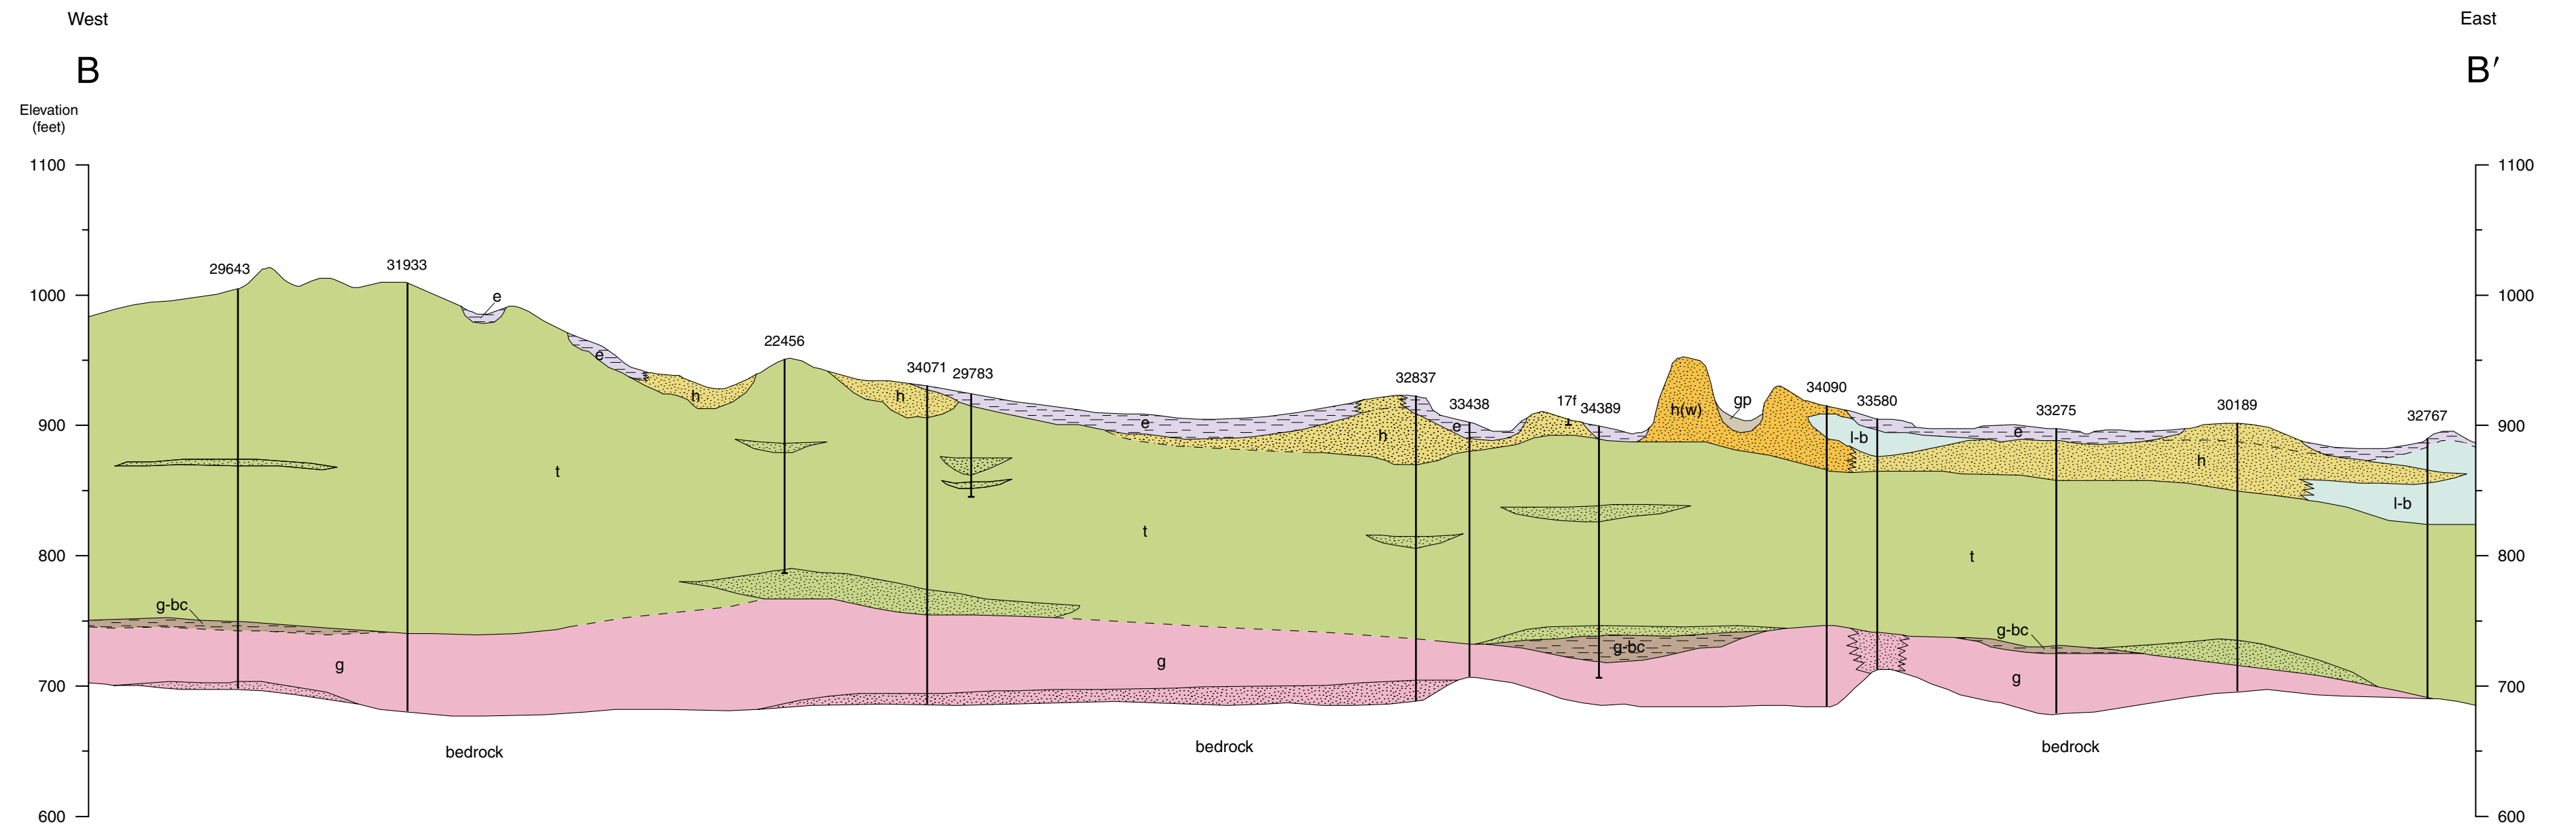 West
East
B
B′
Elevation
(feet)
1100
1100
29643
31933
e
1000
1000
22456
e
34071
29783
32837
33438
17f
34389
gp
34090
33580
33275
30189
32767
h
h
h(w)
900
e
h
e
l-b
e
h
900
t
t
l-b
800
t
800
g-bc
g-bc
g-bc
g
g
g
700
700
bedrock
bedrock
bedrock
600
600